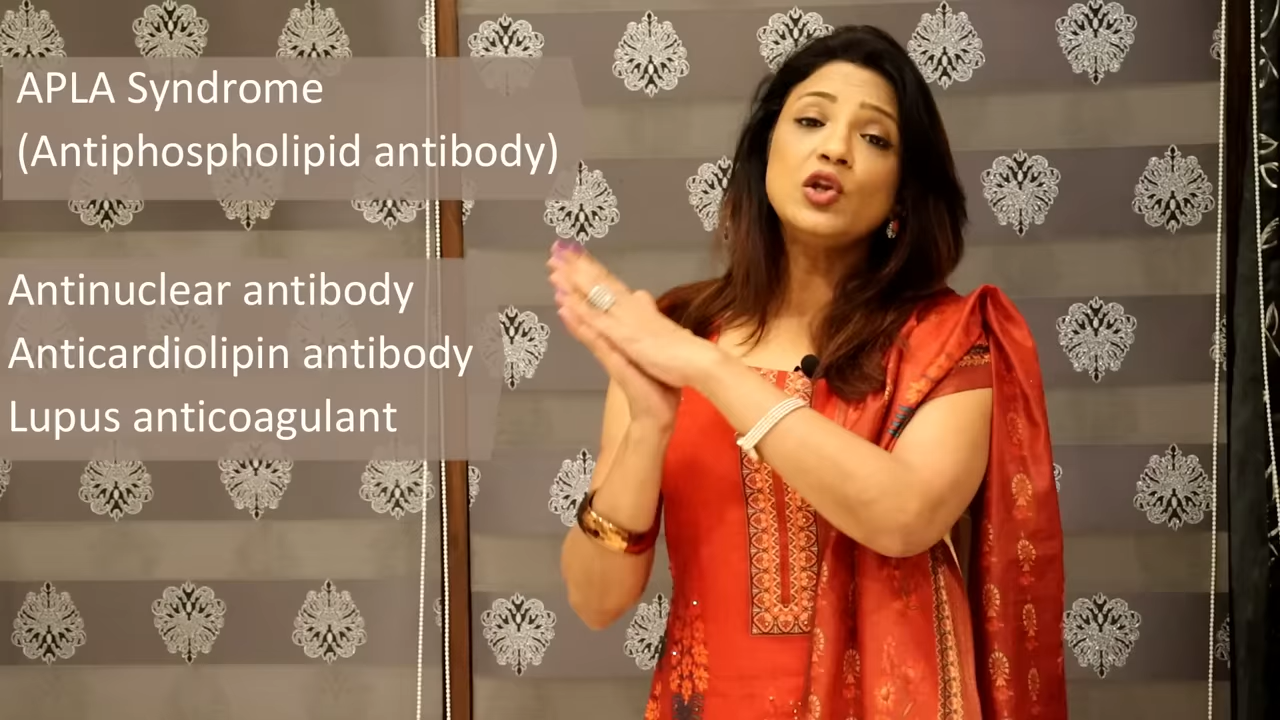 APLA Syndrome
(Antiphospholipid antibody)
Antinuclear antibody
Anticardiolipin antibody
Lupus anticoagulant